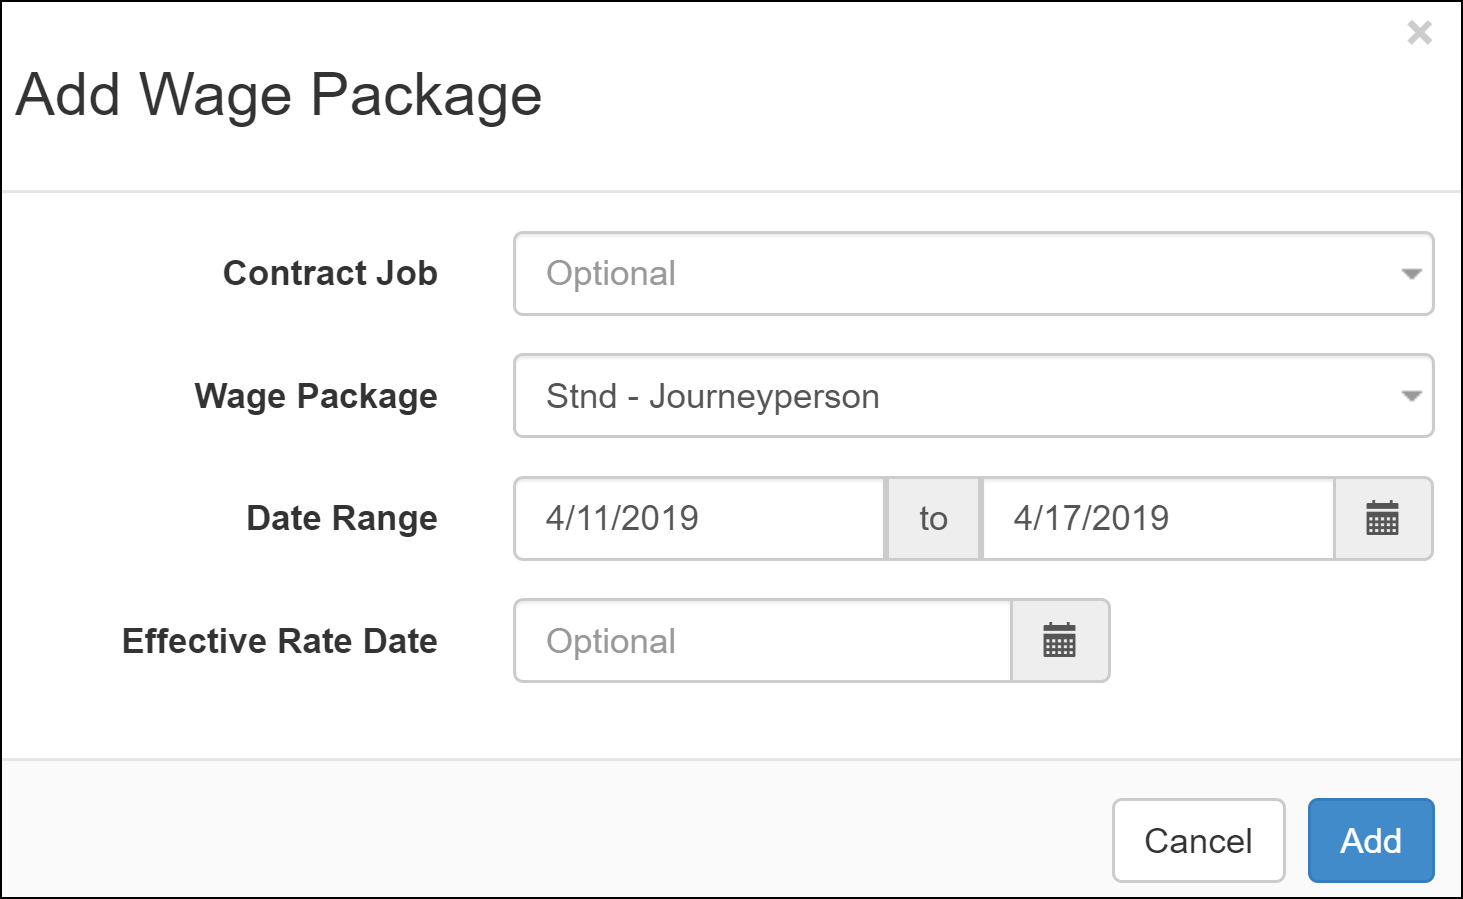 Add Wage Package
Contract Job Optional
Wage Package Stnd - Journeyperson
Date Range 4/11/2019 to 4/17/2019
Effective Rate Date Optional
Cancel Add